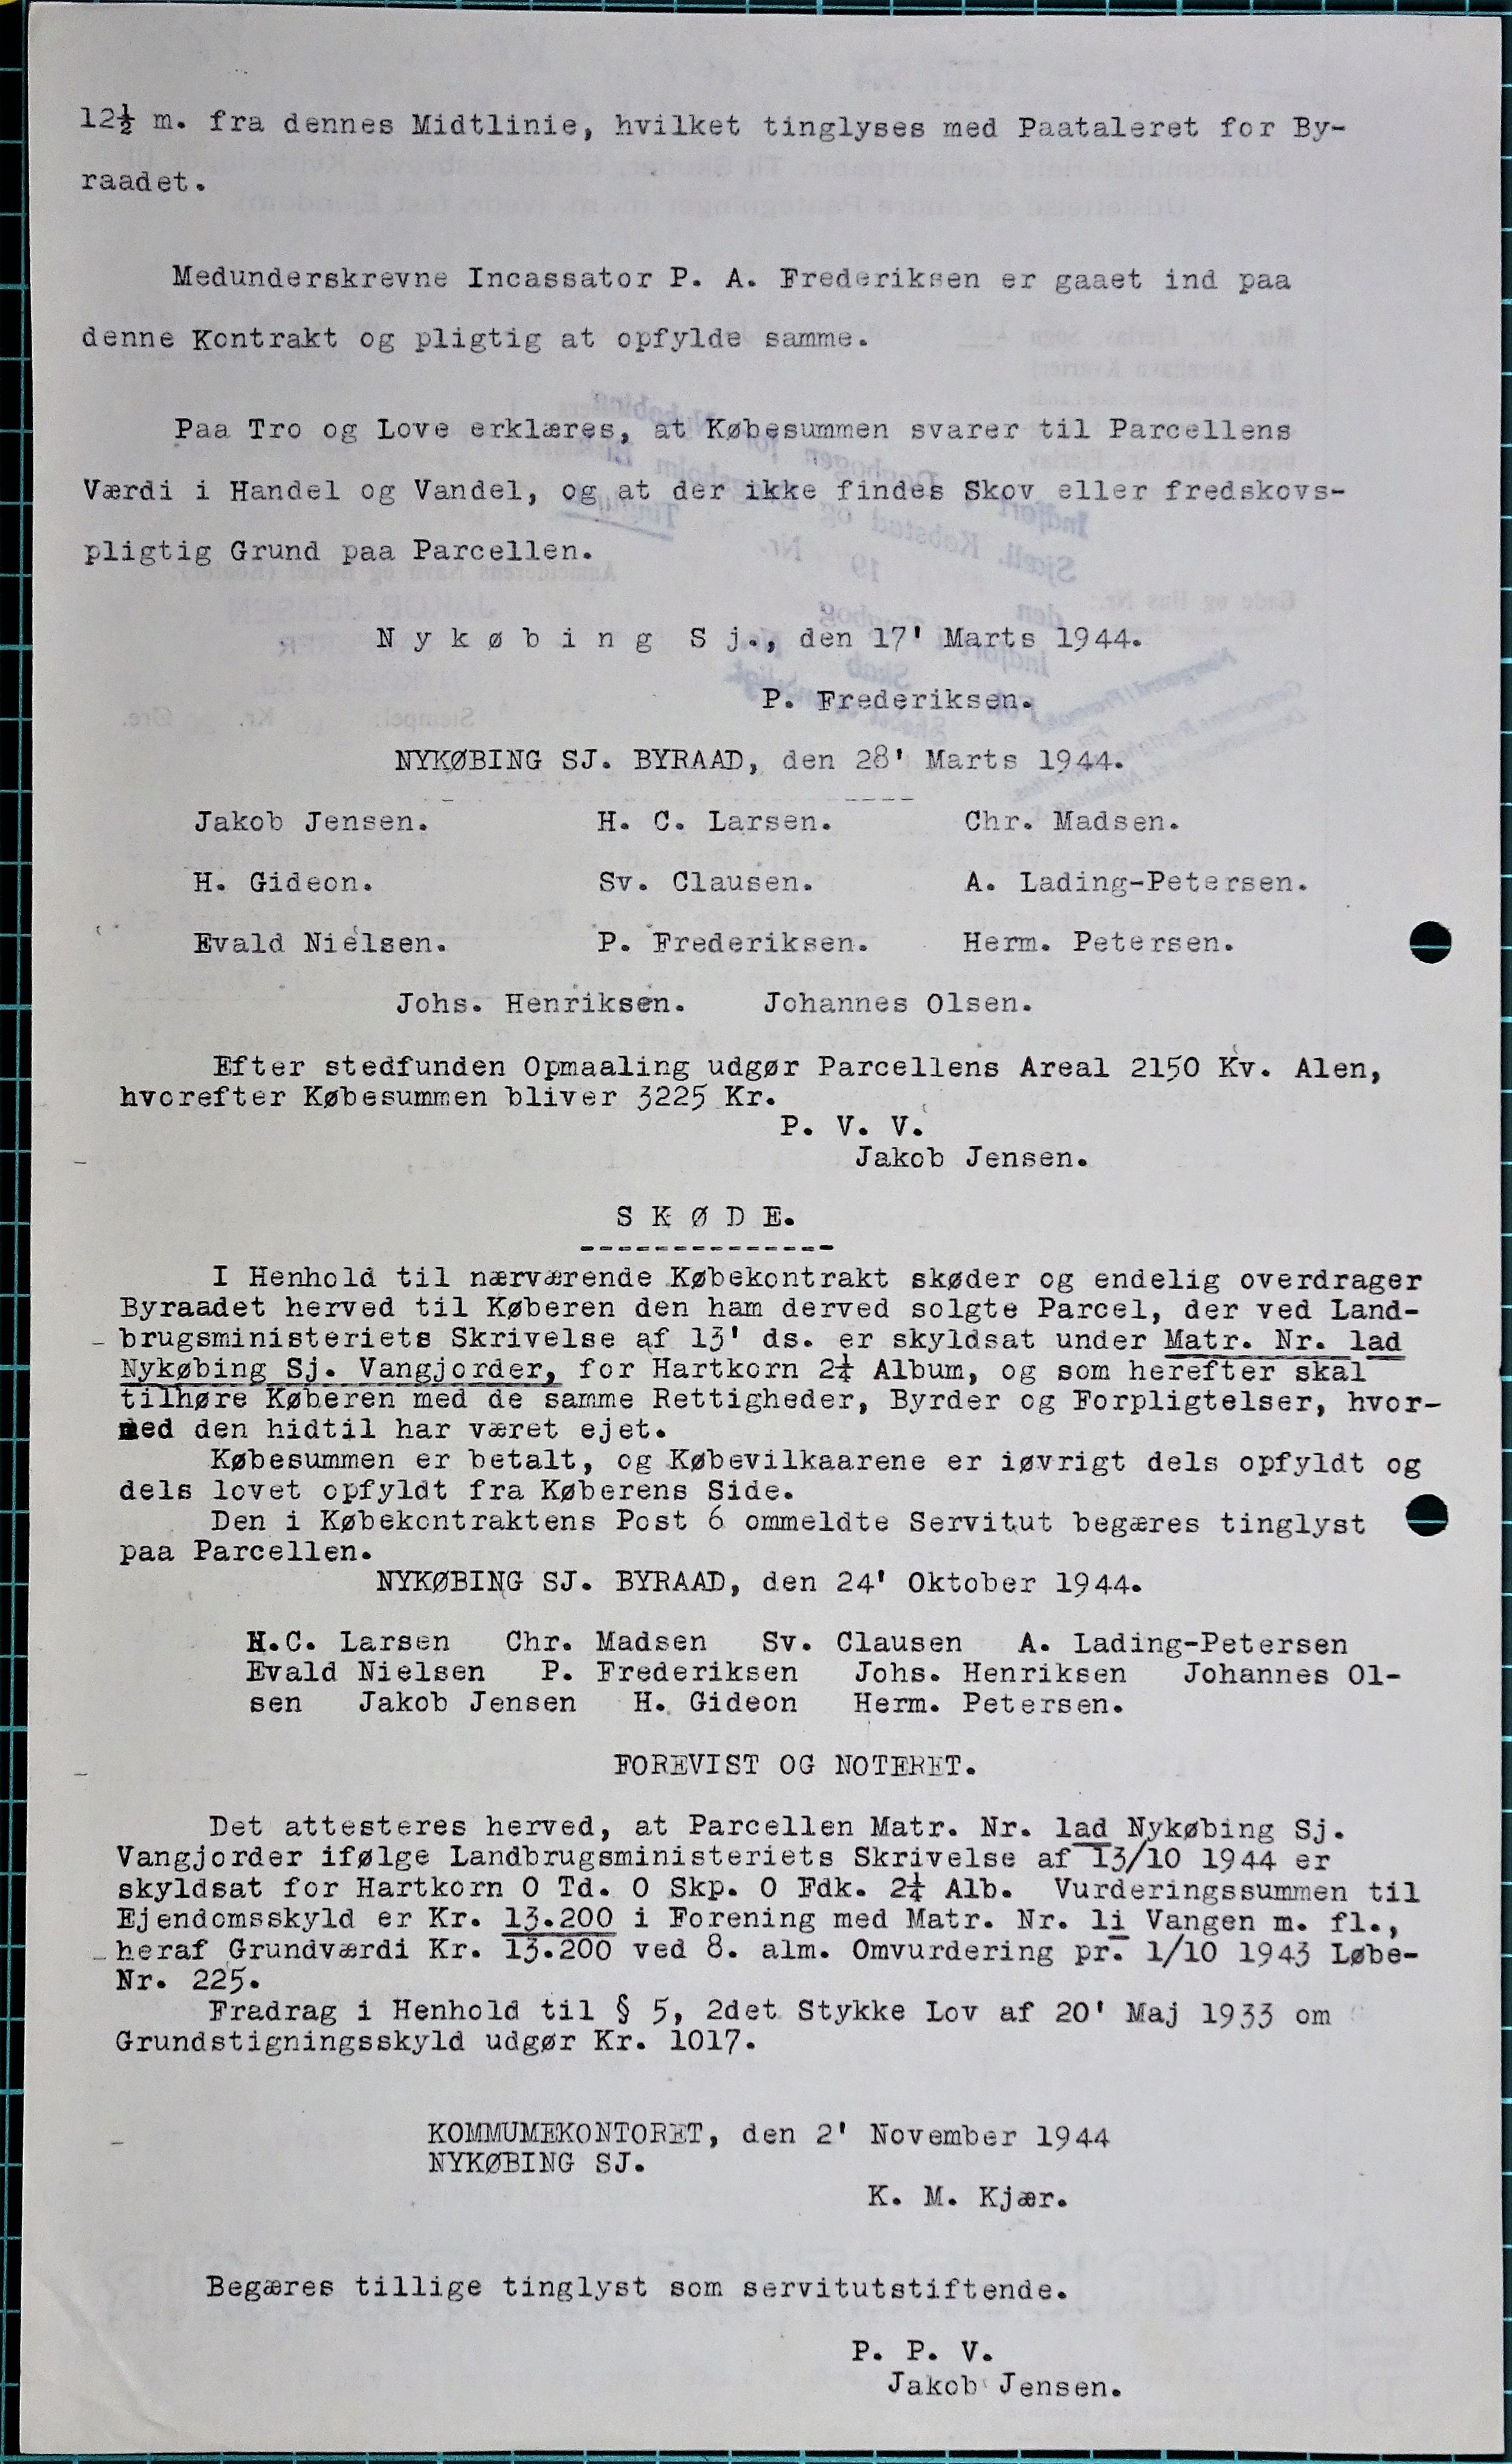 12½ m. fra dennes Midtlinie, hvilket tinglyses med Paataleret for By-
raadet.
Medunderskrevne Incassator P. A. Frederiksen er gaaet ind paa
denne Kontrakt og pligtig at opfylde samme.
Paa Tro og Love erklæres, at Købesummen svarer til Parcellens
Værdi i Handel og Vandel, og at der ikke findes Skov eller fredskovs-
pligtig Grund paa Parcellen.
N y k ø b i n g  S j., den 17' Marts 1944.
P. Frederiksen.
NYKØBING SJ. BYRAAD, den 28' Marts 1944.
Jakob Jensen. H. C. Larsen. Chr. Madsen.
H. Gideon. Sv. Clausen. A. Lading-Petersen.
Evald Nielsen. P. Frederiksen. Herm. Petersen.
Johs. Henriksen. Johannes Olsen.
Efter stedfunden Opmaaling udgør Parcellens Areal 2150 Kv. Alen,
hvorefter Købesummen bliver 3225 Kr.
P. V. V.
Jakob Jensen.
S K Ø D E.
I Henhold til nærværende Købekontrakt skøder og endelig overdrager
Byraadet herved til Køberen den ham derved solgte Parcel, der ved Land-
brugsministeriets Skrivelse af 13' ds. er skyldsat under Matr. Nr. 1ad
Nykøbing Sj. Vangjorder, for Hartkorn 2¼ Album, og som herefter skal
tilhøre Køberen med de samme Rettigheder, Byrder og Forpligtelser, hvor-
med den hidtil har været ejet.
Købesummen er betalt, og Købevilkaarene er iøvrigt dels opfyldt og
dels lovet opfyldt fra Køberens Side.
Den i Købekontraktens Post 6 ommeldte Servitut begæres tinglyst
paa Parcellen.
NYKØBING SJ. BYRAAD, den 24' Oktober 1944.
H.C. Larsen Chr. Madsen Sv. Clausen A. Lading-Petersen
Evald Nielsen P. Frederiksen Johs. Henriksen Johannes Ol-
sen Jakob Jensen H. Gideon Herm. Petersen.
FOREVIST OG NOTERET.
Det attesteres herved, at Parcellen Matr. Nr. 1ad Nykøbing Sj.
Vangjorder ifølge Landbrugsministeriets Skrivelse af 13/10 1944 er
skyldsat for Hartkorn 0 Td. 0 Skp. 0 Fdk. 2¼ Alb. Vurderingssummen til
Ejendomsskyld er Kr. 13.200 i Forening med Matr. Nr. 1i Vangen m. fl.,
heraf Grundværdi Kr. 13.200 ved 8. alm. Omvurdering pr. 1/10 1943 Løbe-
Nr. 225.
Fradrag i Henhold til § 5, 2det Stykke Lov af 20' Maj 1933 om
Grundstigningsskyld udgør Kr. 1017.
KOMMUMEKONTORET, den 2' November 1944
NYKØBING SJ.
K. M. Kjær.
Begæres tillige tinglyst som servitutstiftende.
P. P. V.
Jakob Jensen.